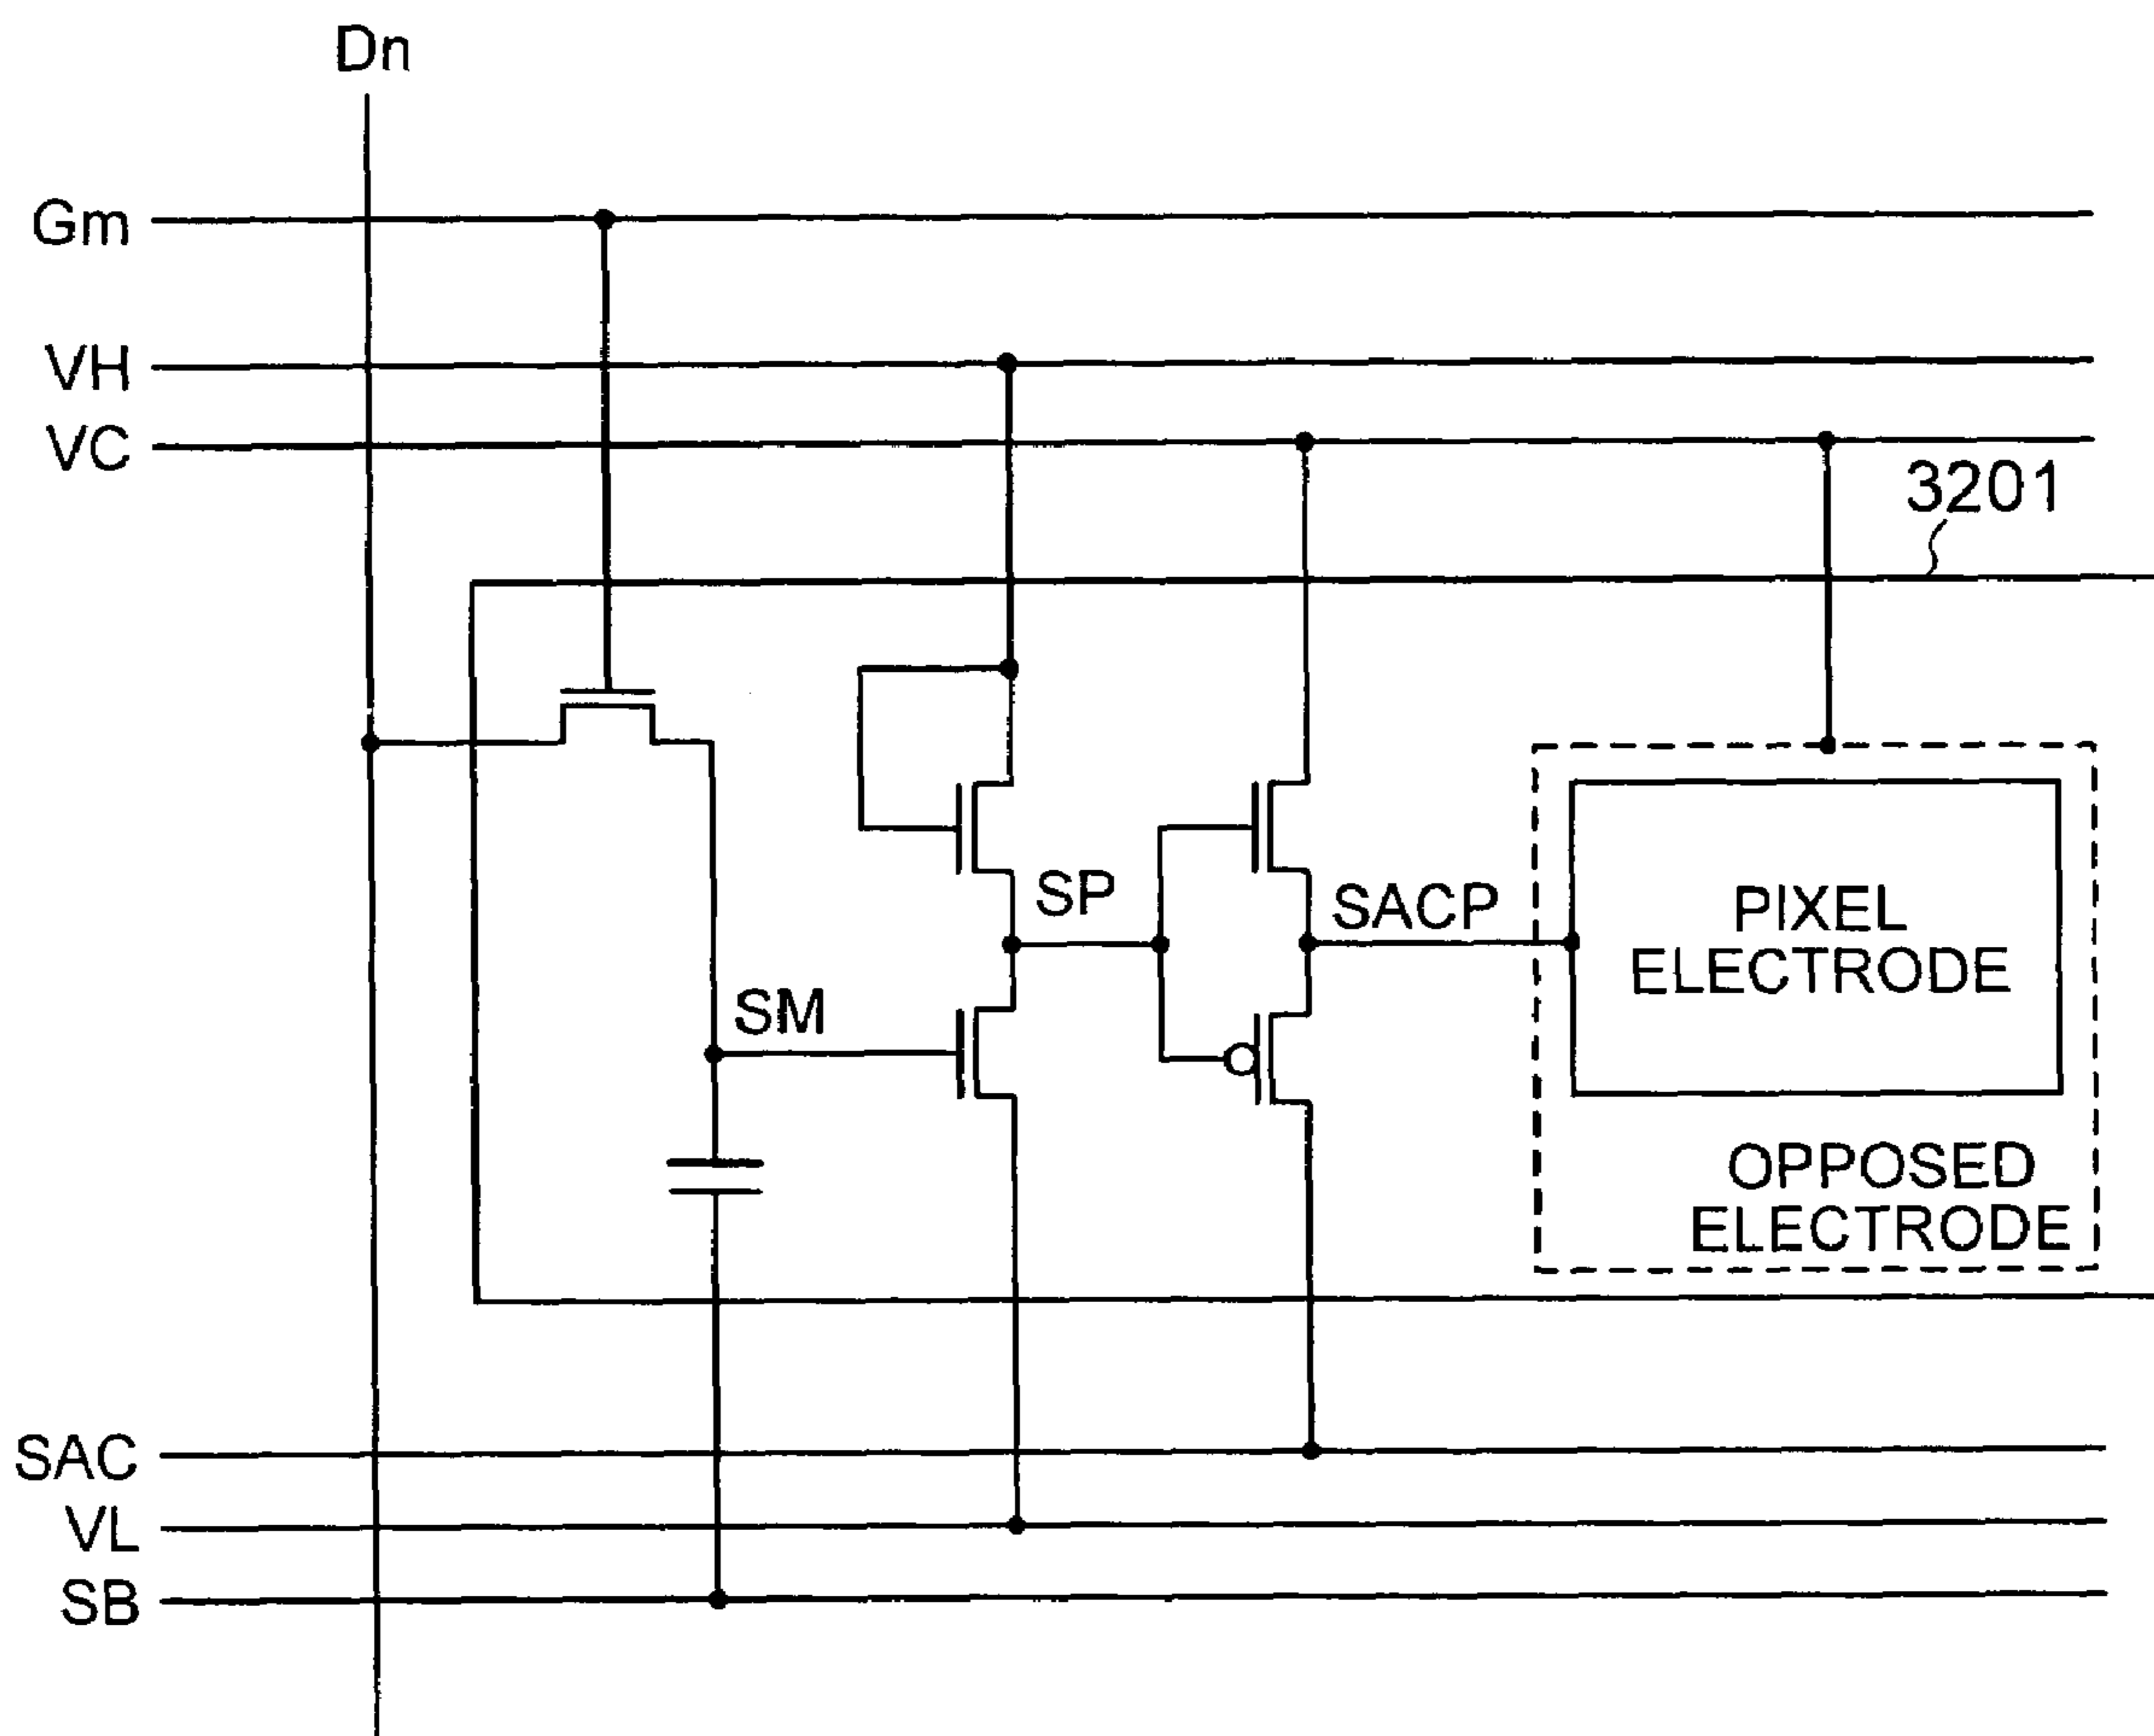 Dn
Gm
VH
VC
3201
SP
SACP
PIXEL
ELECTRODE
SM
OPPOSED
ELECTRODE
SAC
VL
SB